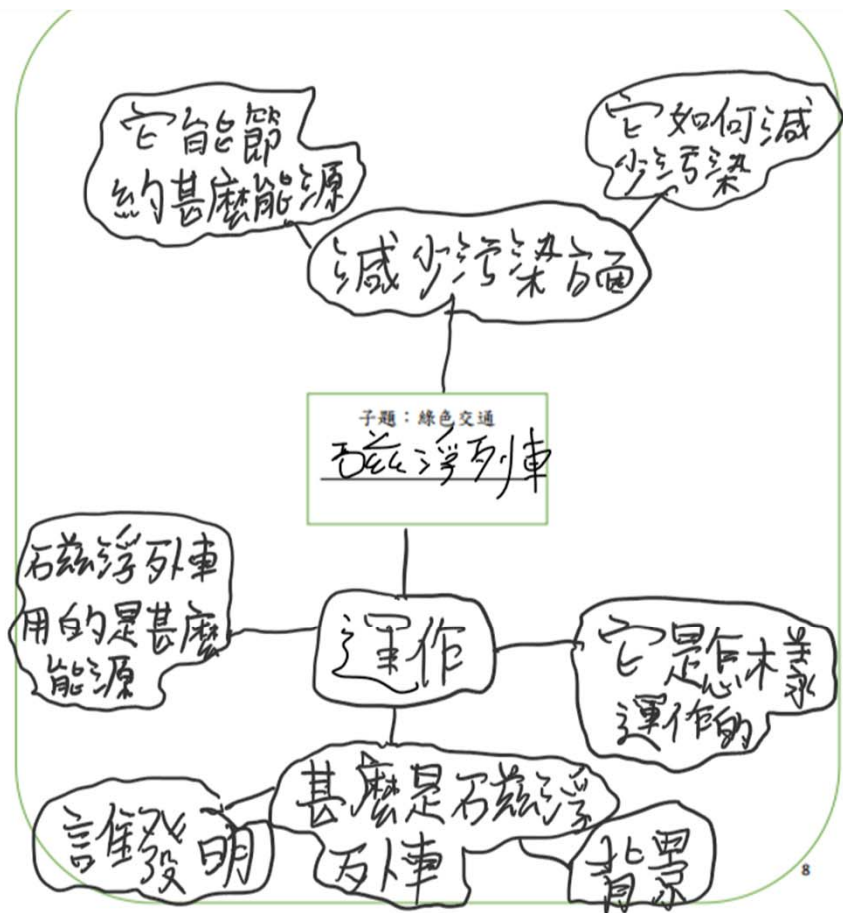 它能節
約甚麼能源
它如何減
少污染
減少污染方面
子題：綠色交通
磁浮列車
磁浮列車
用的是甚麼
能源
運作
它是怎樣
運作的
甚麼是磁浮
列車
誰發明
背景
8